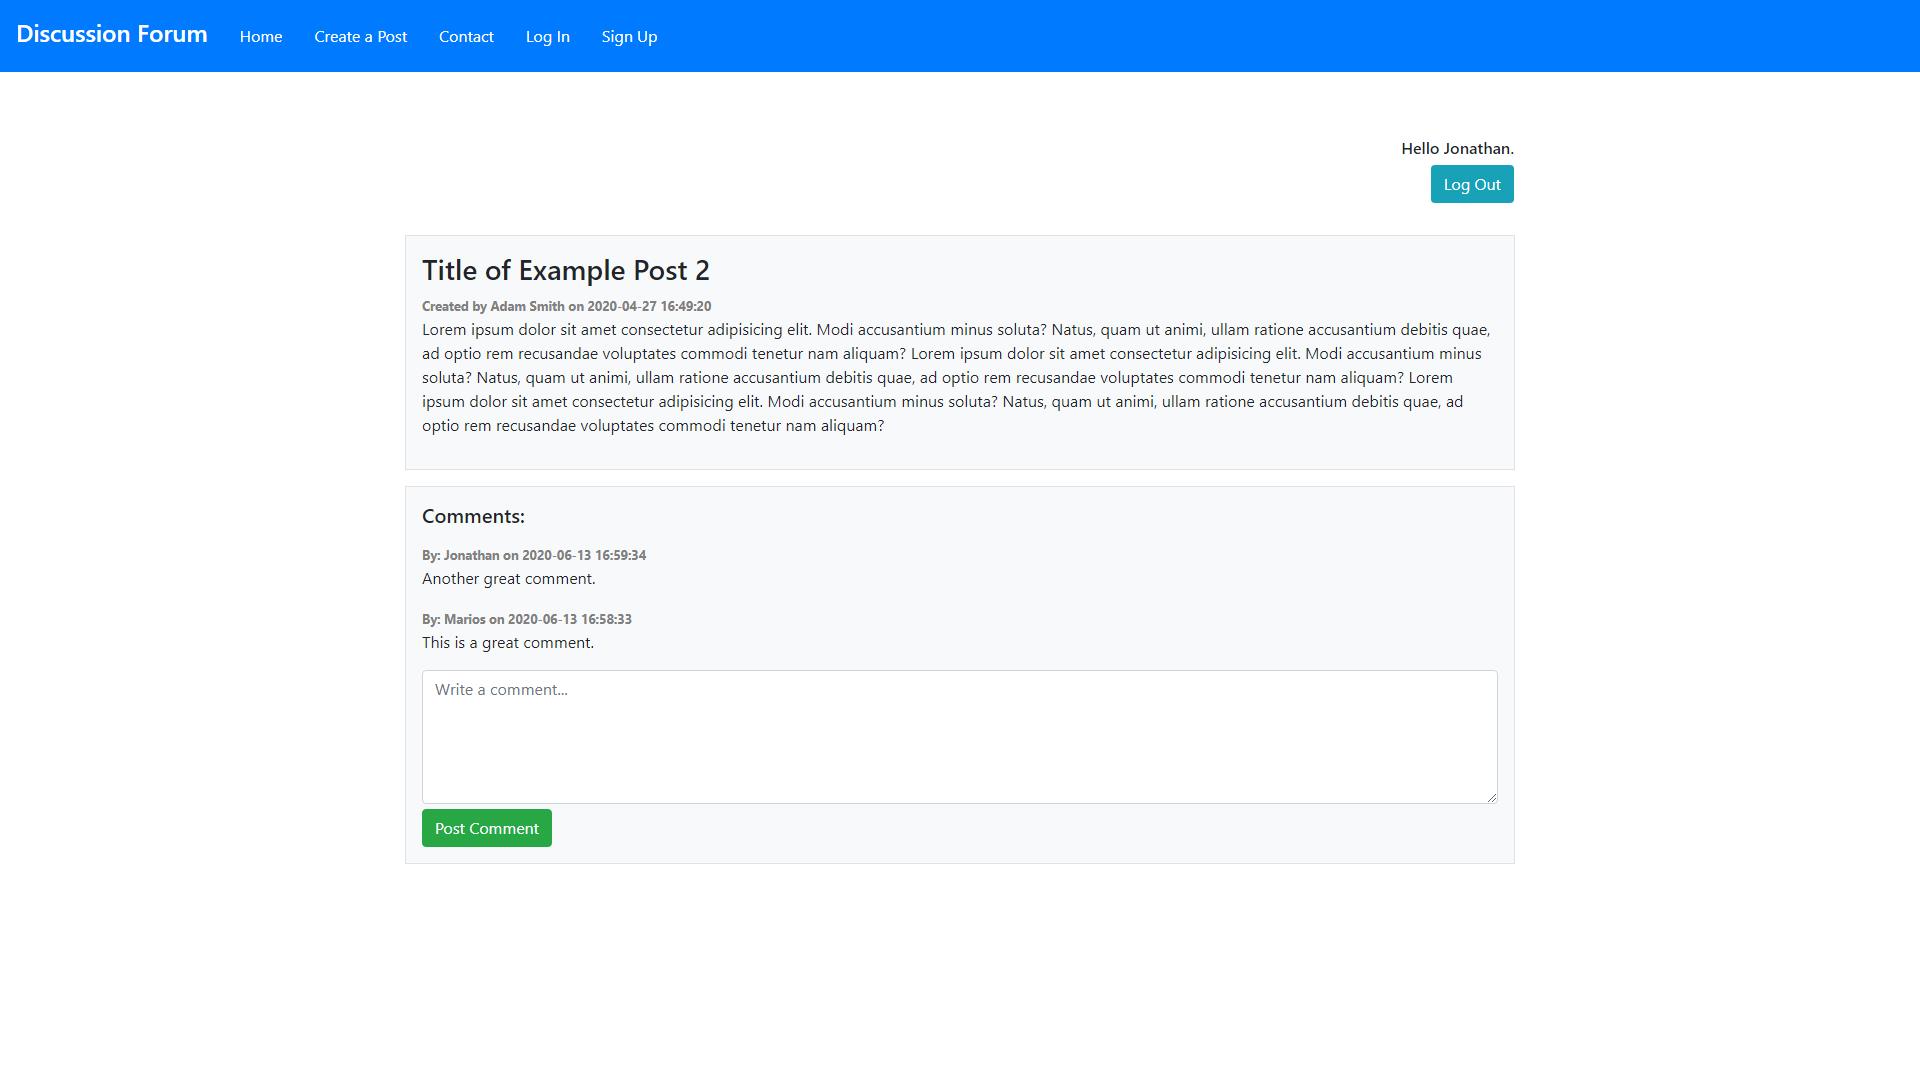 Discussion Forum Home Create a Post Contact Log In Sign Up
Hello Jonathan.
Log Out
Title of Example Post 2
Created by Adam Smith on 2020-04-27 16:49:20
Lorem ipsum dolor sit amet consectetur adipisicing elit. Modi accusantium minus soluta? Natus, quam ut animi, ullam ratione accusantium debitis quae,
ad optio rem recusandae voluptates commodi tenetur nam aliquam? Lorem ipsum dolor sit amet consectetur adipisicing elit. Modi accusantium minus
soluta? Natus, quam ut animi, ullam ratione accusantium debitis quae, ad optio rem recusandae voluptates commodi tenetur nam aliquam? Lorem
ipsum dolor sit amet consectetur adipisicing elit. Modi accusantium minus soluta? Natus, quam ut animi, ullam ratione accusantium debitis quae, ad
optio rem recusandae voluptates commodi tenetur nam aliquam?
Comments:
By: Jonathan on 2020-06-13 16:59:34
Another great comment.
By: Marios on 2020-06-13 16:58:33
This is a great comment.
Write a comment...
Post Comment